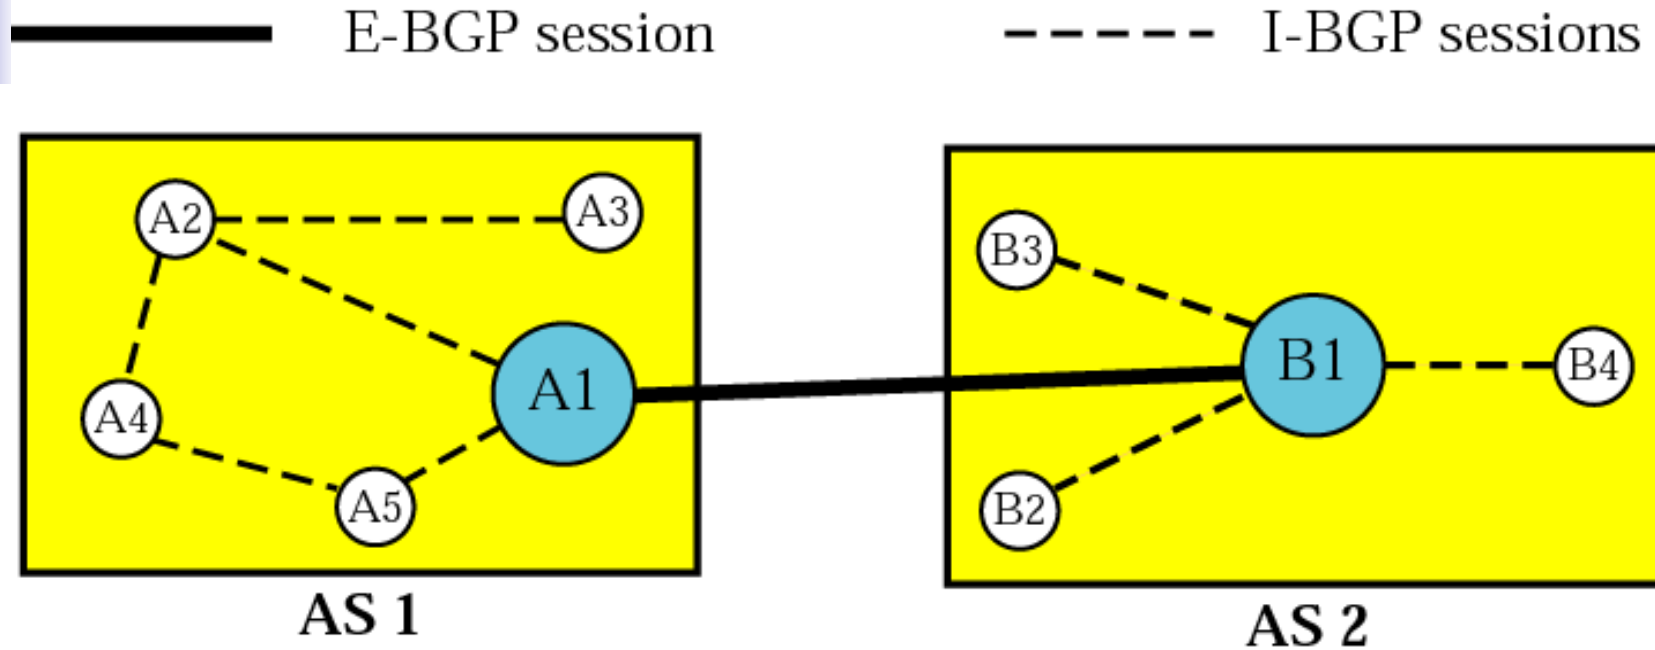 E-BGP session
I-BGP sessions
A2
A3
A1
A4
A5
AS 1
B3
B1
B4
B2
AS 2